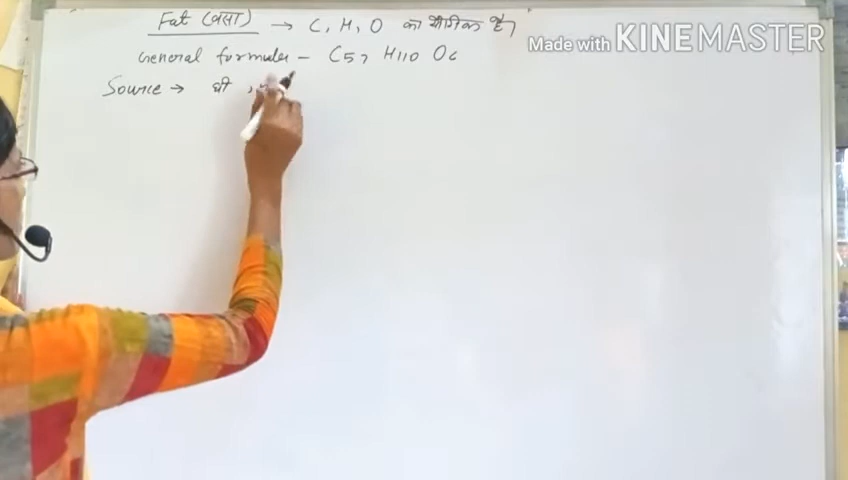 Fat (वसा) → C, H, O का यौगिक है।
Made with KINEMASTER
General formula – C57 H110 O6
Source → घी ,